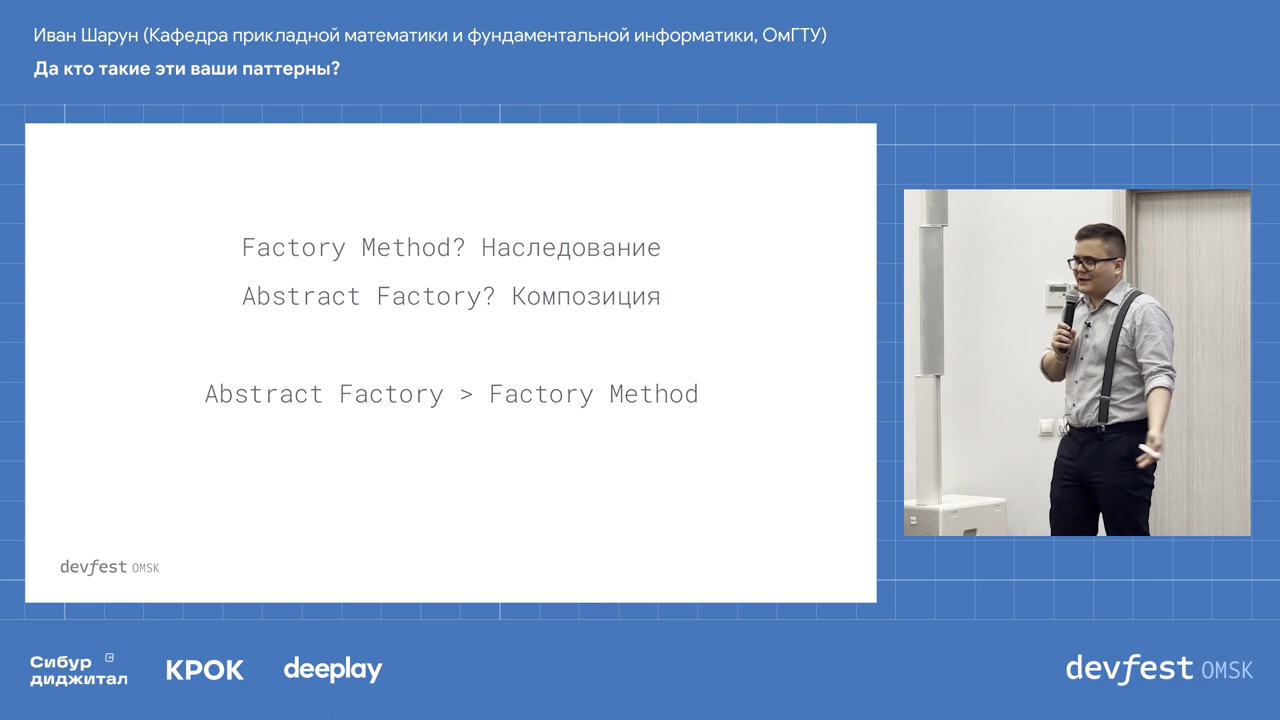 Иван Шарун (Кафедра прикладной математики и фундаментальной информатики, ОмГТУ)
Да кто такие эти ваши паттерны?
Factory Method? Наследование
Abstract Factory? Композиция
Abstract Factory > Factory Method
devfest OMSK
Сибур
диджитал
КРОК
deeplay
devfest OMSK